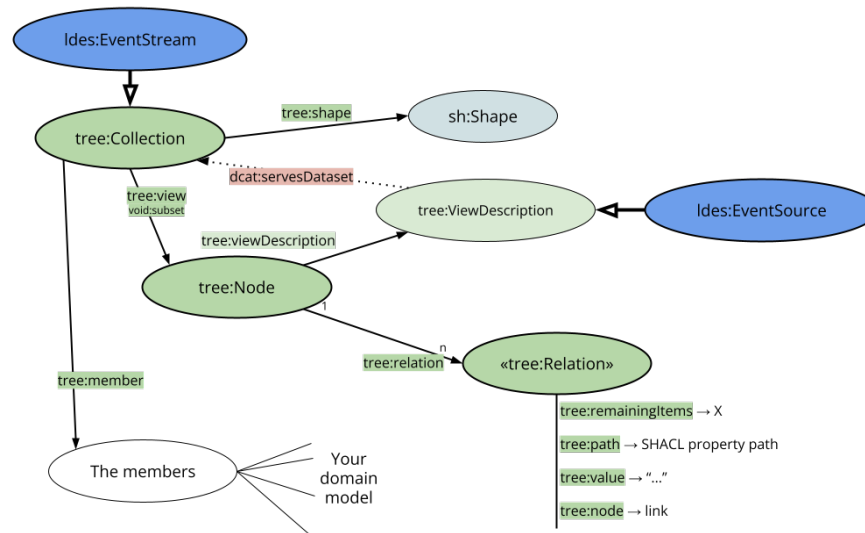 ldes:EventStream
tree:shape
sh:Shape
tree:Collection
dcat:servesDataset
tree:view
void:subset
tree:ViewDescription
ldes:EventSource
tree:viewDescription
tree:Node
1
n
tree:relation
«tree:Relation»
tree:member
tree:remainingItems → X
tree:path → SHACL property path
tree:value → “...”
tree:node → link
The members
Your
domain
model